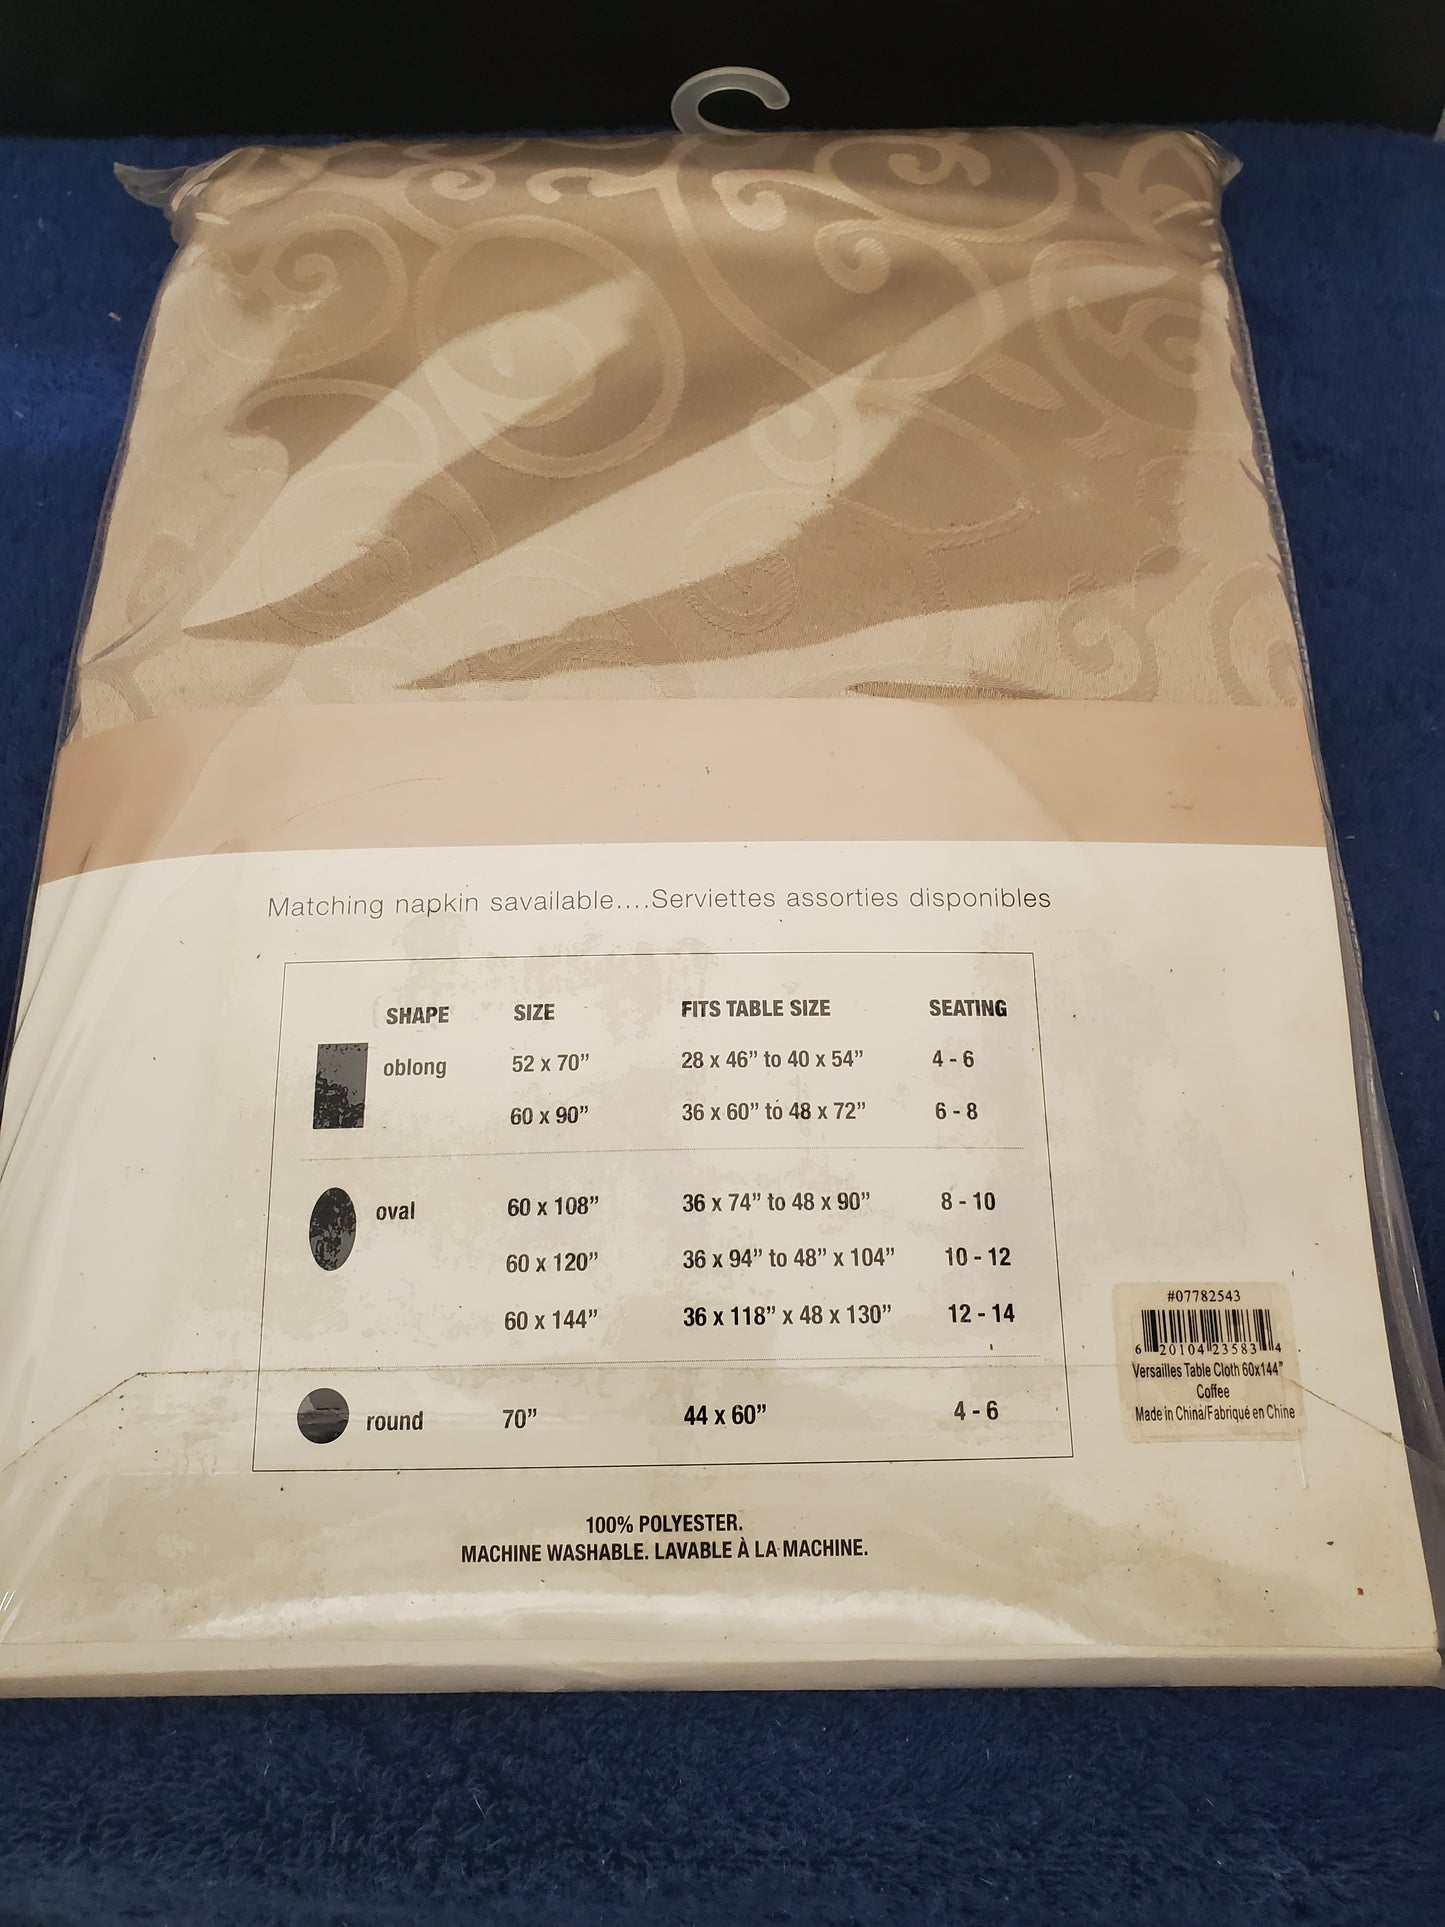 Matching napkin savailable....Serviettes assorties disponibles
SHAPE SIZE FITS TABLE SIZE SEATING
oblong 52 x 70” 28 x 46” to 40 x 54” 4 - 6
60 x 90” 36 x 60” to 48 x 72” 6 - 8
oval 60 x 108” 36 x 74” to 48 x 90” 8 - 10
60 x 120” 36 x 94” to 48” x 104” 10 - 12
60 x 144” 36 x 118” x 48 x 130” 12 - 14
round 70” 44 x 60” 4 - 6
100% POLYESTER.
MACHINE WASHABLE. LAVABLE À LA MACHINE.
#07782543
6 20104 23583 4
Versailles Table Cloth 60x144"
Coffee
Made in China/Fabriqué en Chine